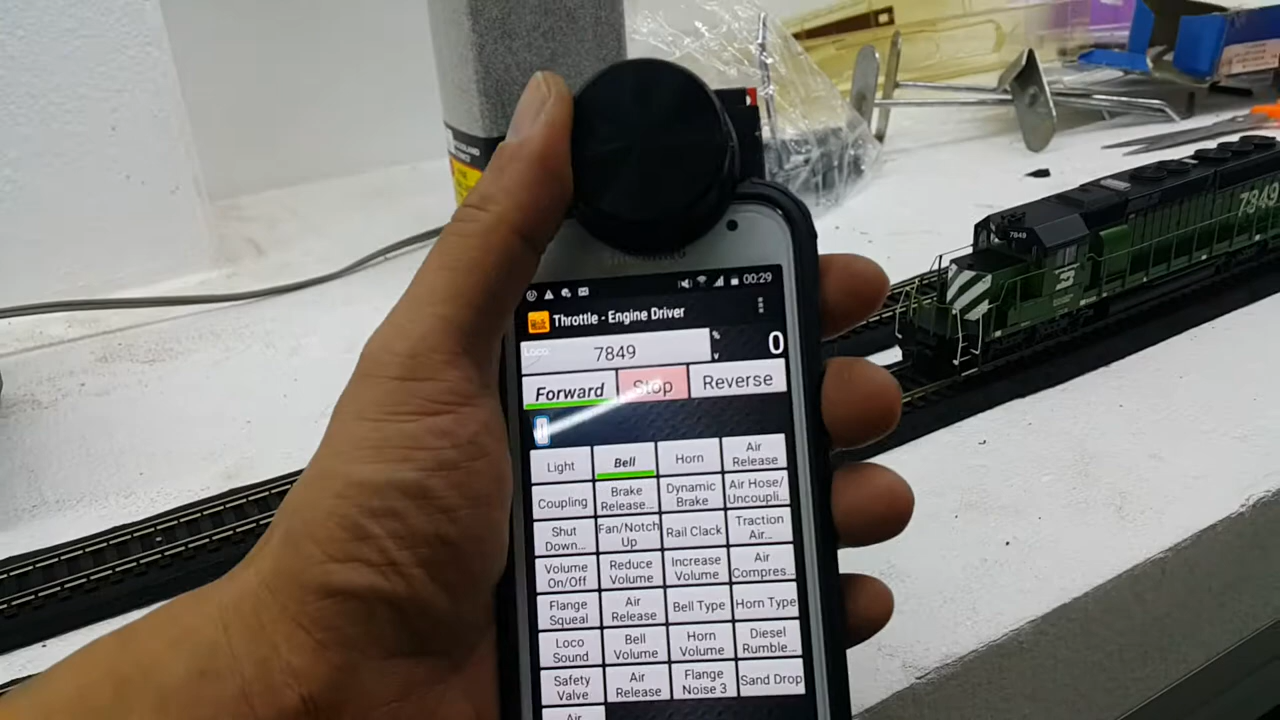 00:29
Throttle - Engine Driver
Loco:
7849
%
0
Forward
Stop
Reverse
Light
Bell
Horn
Air
Release
Coupling
Brake
Release...
Dynamic
Brake
Air Hose/
Uncoupli...
Shut
Down...
Fan/Notch
Up
Rail Clack
Traction
Air...
Volume
On/Off
Reduce
Volume
Increase
Volume
Air
Compres...
Flange
Squeal
Air
Release
Bell Type
Horn Type
Loco
Sound
Bell
Volume
Horn
Volume
Diesel
Rumble...
Safety
Valve
Air
Release
Flange
Noise 3
Sand Drop
Air
7849
7849